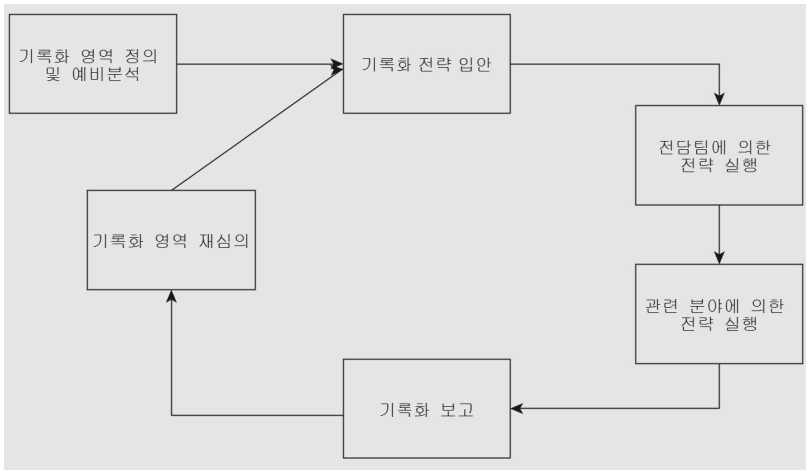 기록화 영역 정의
및 예비분석
기록화 전략 입안
전담팀에 의한
전략 실행
관련 분야에 의한
전략 실행
기록화 보고
기록화 영역 재심의